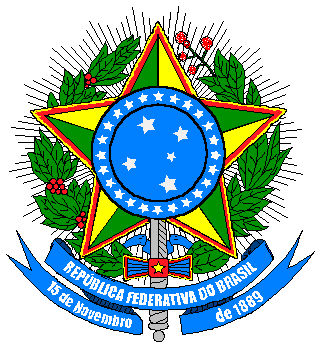 REPÚBLICA FEDERATIVA DO BRASIL
15 de Novembro
de 1889